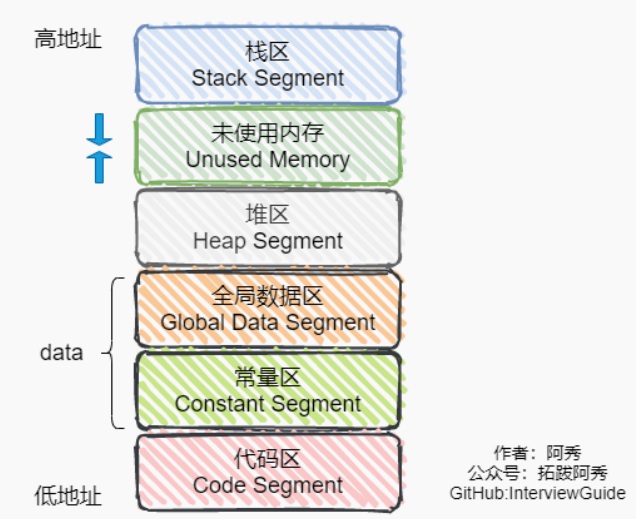 高地址
栈区
Stack Segment
未使用内存
Unused Memory
堆区
Heap Segment
全局数据区
Global Data Segment
data
常量区
Constant Segment
代码区
Code Segment
低地址
作者：阿秀
公众号：拓跋阿秀
GitHub:InterviewGuide